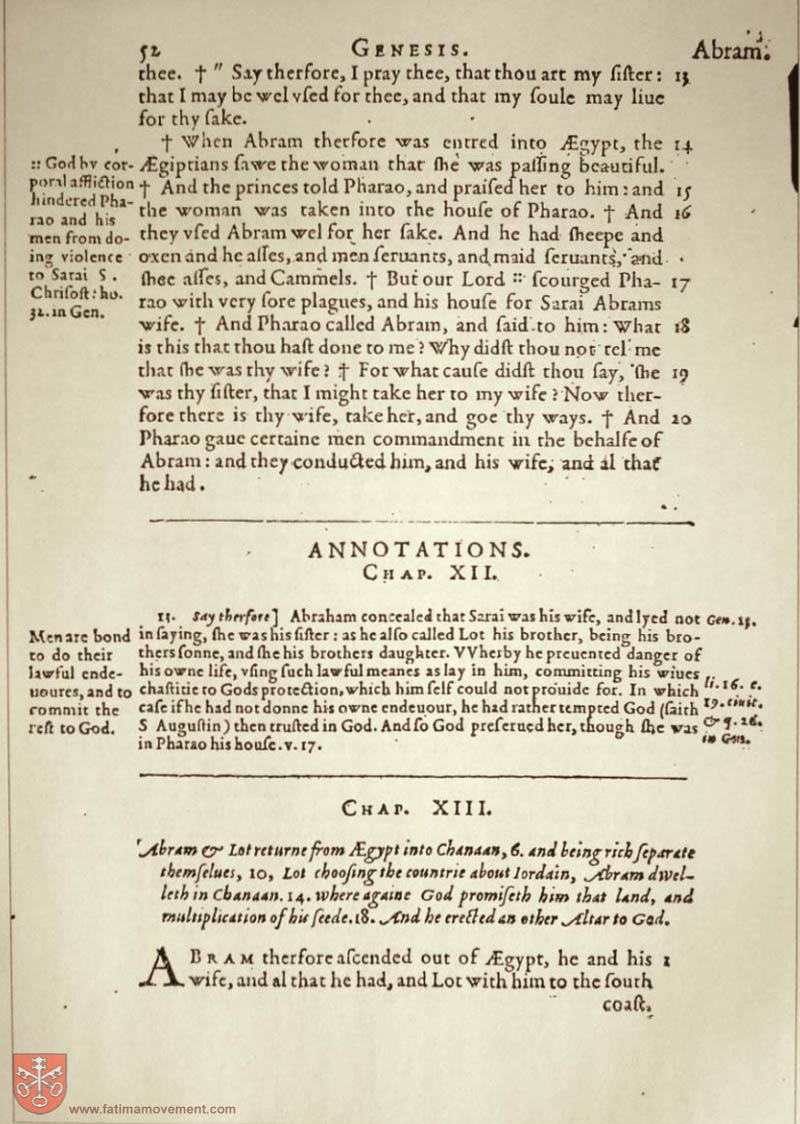 52 GENESIS. Abram.
thee. † " Say therfore, I pray thee, that thou art my ſiſter: 13
that I may be wel vſed for thee, and that my ſoule may liue
for thy ſake.
† When Abram therfore was entred into Ægypt, the 14
Ægiptians ſawe the woman that ſhe was paſſing beautiful.
† And the princes told Pharao, and praiſed her to him: and 15
the woman was taken into the houſe of Pharao. † And 16
they vſed Abram wel for her ſake. And he had ſheepe and
oxen and he aſſes, and men ſeruants, and maid ſeruants, and
ſhee aſſes, and Cammels. † But our Lord :: ſcourged Pha- 17
rao with very ſore plagues, and his houſe for Sarai Abrams
wife. † And Pharao called Abram, and ſaid to him: What 18
is this that thou haſt done to me? Why didſt thou not tel me
that ſhe was thy wife? † For what cauſe didſt thou ſay, ſhe 19
was thy ſiſter, that I might take her to my wife? Now ther-
fore there is thy wife, take her, and goe thy ways. † And 20
Pharao gaue certaine men commandment in the behalfe of
Abram: and they conducted him, and his wife, and al that
he had.
:: God by cor-
poral affliction
hindered Pha-
rao and his
men from do-
ing violence
to Sarai S.
Chriſoſt: ho.
32. in Gen.
ANNOTATIONS.
CHAP. XII.
13. Say therfore] Abraham concealed that Sarai was his wife, and lyed not
in ſaying, ſhe was his ſiſter: as he alſo called Lot his brother, being his bro-
thers ſonne, and ſhe his brothers daughter. VVherby he preuented danger of
his owne life, vſing ſuch lawful meanes as lay in him, committing his wiues
chaſtitie to Gods protection, which him ſelf could not prouide for. In which
caſe if he had not donne his owne endeuour, he had rather tempted God (ſaith
S Auguſtin) then truſted in God. And ſo God preſerued her, though ſhe was
in Pharao his houſe. v. 17.
Men are bond
to do their
lawful ende-
uoures, and to
commit the
reſt to God.
Gen. 13.
li. 16. c.
19. ciuit.
& q. 26.
in Gen.
CHAP. XIII.
Abram & Lot returne from Ægypt into Chanaan, 6. and being rich ſeparate
themſelues, 10, Lot chooſing the countrie about Iordain, Abram dwel-
leth in Chanaan. 14. where againe God promiſeth him that land, and
multiplication of his ſeede. 18. And he erected an other Altar to God.
ABRAM therfore aſcended out of Ægypt, he and his 1
wife, and al that he had, and Lot with him to the ſouth
coaſt.
www.fatimamovement.com